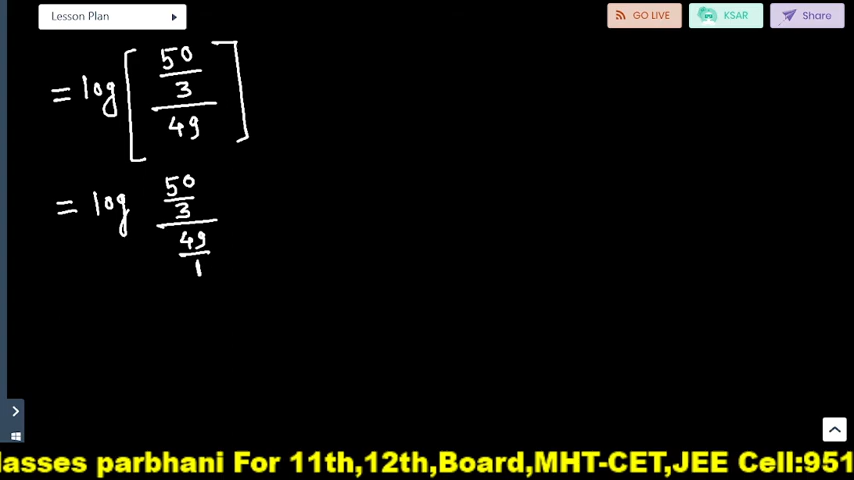 Lesson Plan
GO LIVE
KSAR
Share
= log [ 50/3 / 49 ]
= log 50/3 / 49/1
lasses parbhani For 11th,12th,Board,MHT-CET,JEE Cell:951